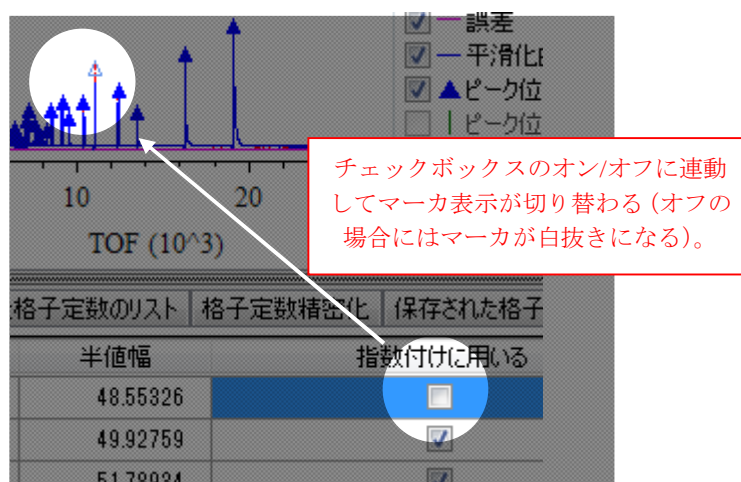 誤差
平滑化
ピーク位
ピーク位
チェックボックスのオン/オフに連動
してマーカ表示が切り替わる（オフの
場合にはマーカが白抜きになる）。
10
20
TOF (10^3)
格子定数のリスト
格子定数精密化
保存された格子
半値幅
指数付けに用いる
48.55326
49.92759
51.78934